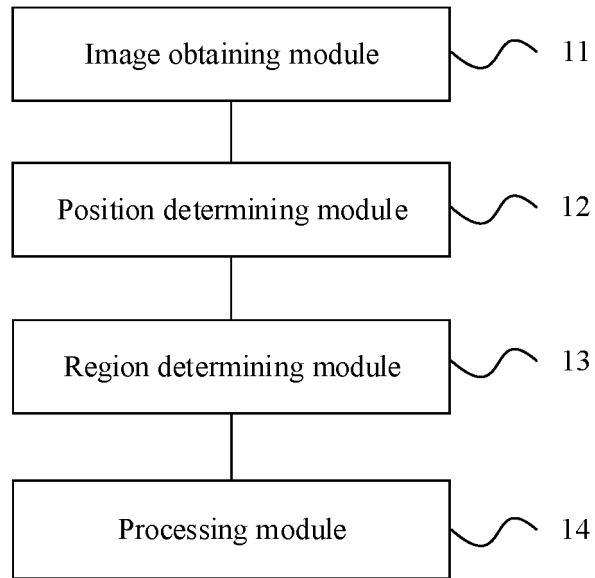 Image obtaining module 11
Position determining module 12
Region determining module 13
Processing module 14